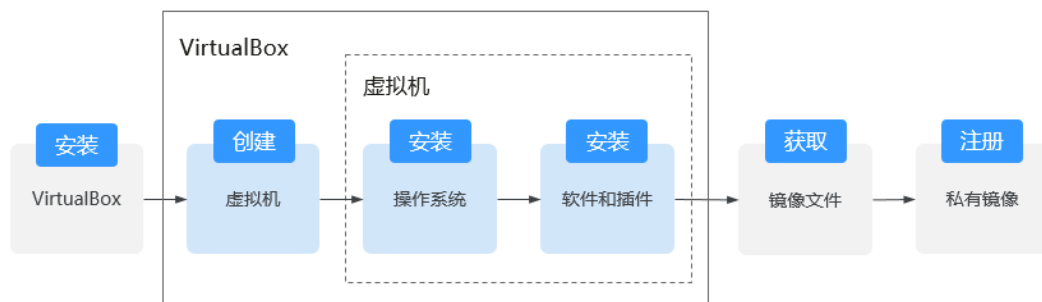 VirtualBox
虚拟机
安装
创建
安装
安装
获取
注册
VirtualBox
虚拟机
操作系统
软件和插件
镜像文件
私有镜像